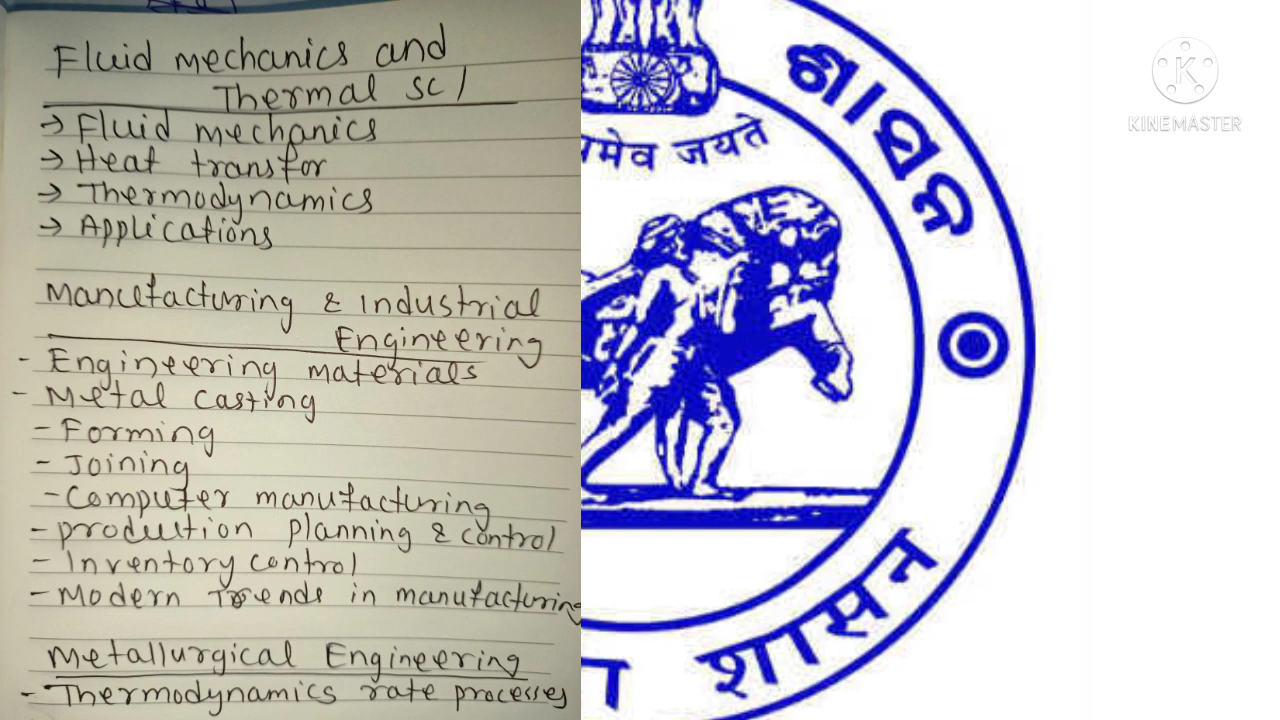 Fluid mechanics and
Thermal Sc/
→ Fluid mechanics
→ Heat transfor
→ Thermodynamics
→ Applications
Manufacturing & Industrial
Engineering
- Engineering materials
- Metal casting
- Forming
- Joining
- Computer manufacturing
- production planning & control
- Inventory control
- Modern Trends in manufacturing
Metallurgical Engineering
- Thermodynamics rate processes
ଶାସନ
मेव जयते
शासन
K
KINEMASTER